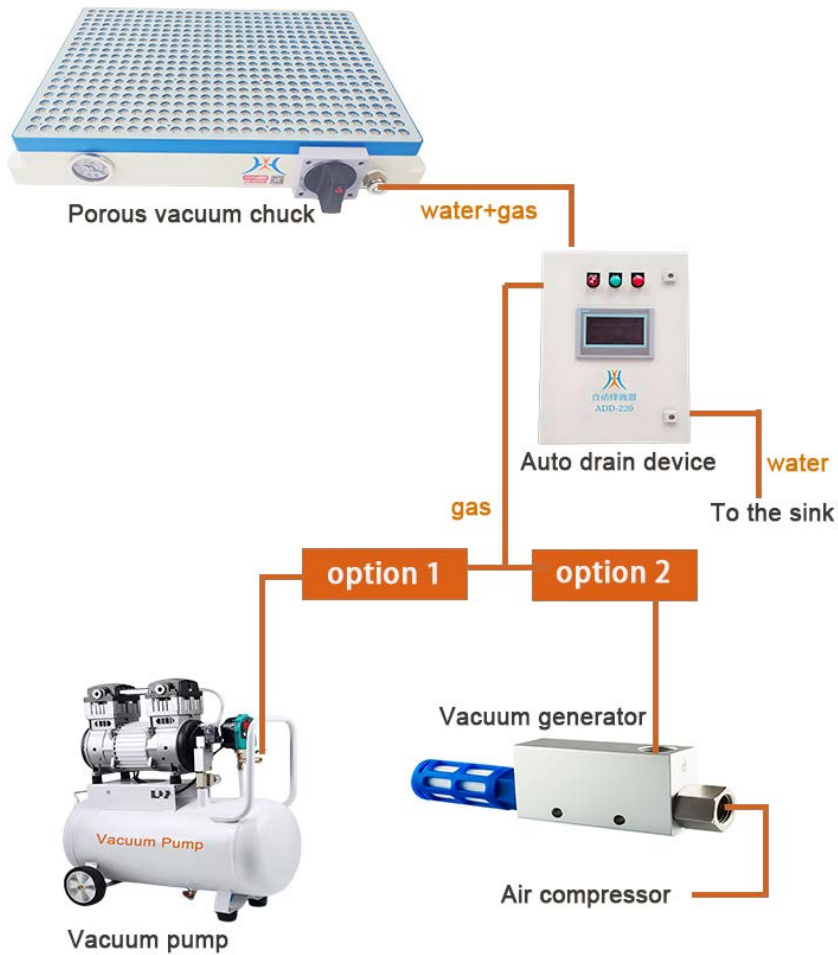 Porous vacuum chuck
water+gas
自动排液器
ADD-220
Auto drain device
water
To the sink
gas
option 1
option 2
Vacuum generator
Vacuum Pump
Air compressor
Vacuum pump